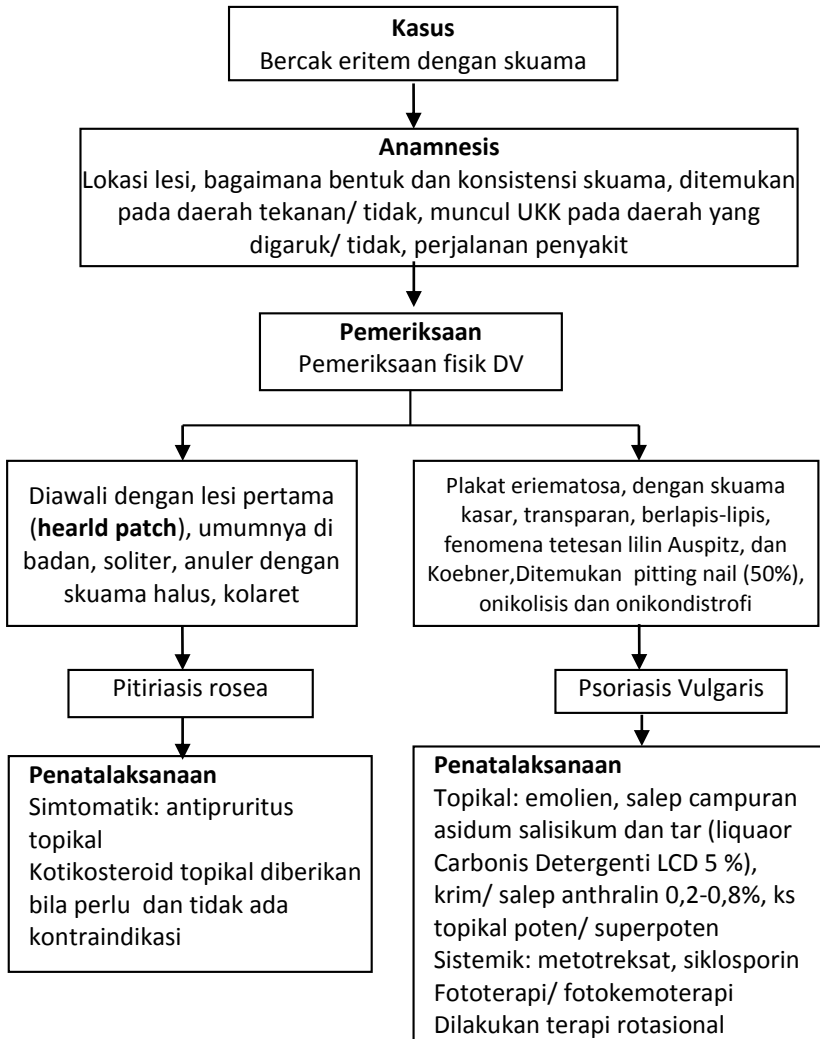 Kasus
Bercak eritem dengan skuama
Anamnesis
Lokasi lesi, bagaimana bentuk dan konsistensi skuama, ditemukan
pada daerah tekanan/ tidak, muncul UKK pada daerah yang
digaruk/ tidak, perjalanan penyakit
Pemeriksaan
Pemeriksaan fisik DV
Diawali dengan lesi pertama
(hearld patch), umumnya di
badan, soliter, anuler dengan
skuama halus, kolaret
Pitiriasis rosea
Penatalaksanaan
Simtomatik: antipruritus
topikal
Kotikosteroid topikal diberikan
bila perlu dan tidak ada
kontraindikasi
Plakat eriematosa, dengan skuama
kasar, transparan, berlapis-lipis,
fenomena tetesan lilin Auspitz, dan
Koebner,Ditemukan pitting nail (50%),
onikolisis dan onikondistrofi
Psoriasis Vulgaris
Penatalaksanaan
Topikal: emolien, salep campuran
asidum salisikum dan tar (liquaor
Carbonis Detergenti LCD 5 %),
krim/ salep anthralin 0,2-0,8%, ks
topikal poten/ superpoten
Sistemik: metotreksat, siklosporin
Fototerapi/ fotokemoterapi
Dilakukan terapi rotasional